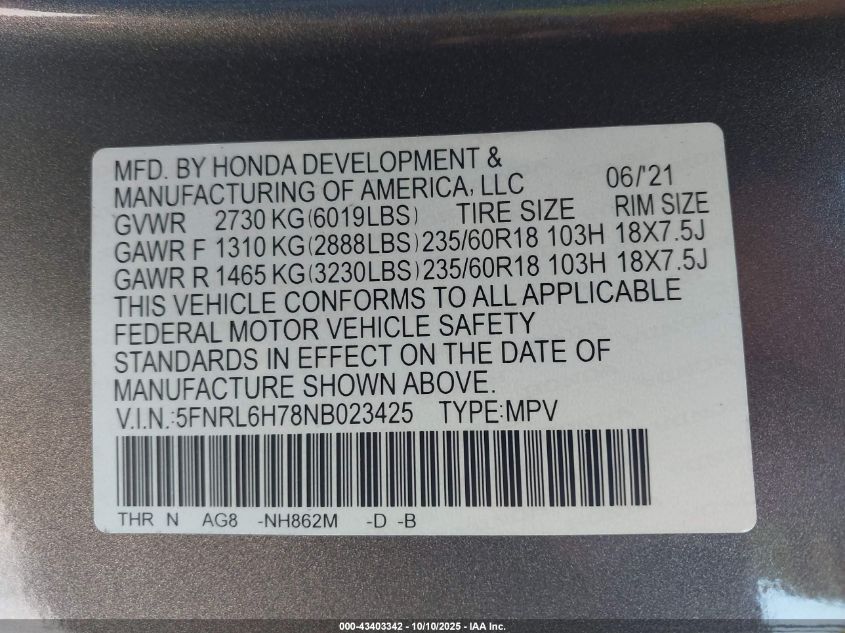 MFD. BY HONDA DEVELOPMENT &
MANUFACTURING OF AMERICA, LLC 06/'21
GVWR 2730 KG (6019LBS) TIRE SIZE RIM SIZE
GAWR F 1310 KG (2888LBS) 235/60R18 103H 18X7.5J
GAWR R 1465 KG (3230LBS) 235/60R18 103H 18X7.5J
THIS VEHICLE CONFORMS TO ALL APPLICABLE
FEDERAL MOTOR VEHICLE SAFETY
STANDARDS IN EFFECT ON THE DATE OF
MANUFACTURE SHOWN ABOVE.
V.I.N.:5FNRL6H78NB023425 TYPE:MPV
THR N AG8 -NH862M -D -B
000-43403342 - 10/10/2025 - IAA Inc.